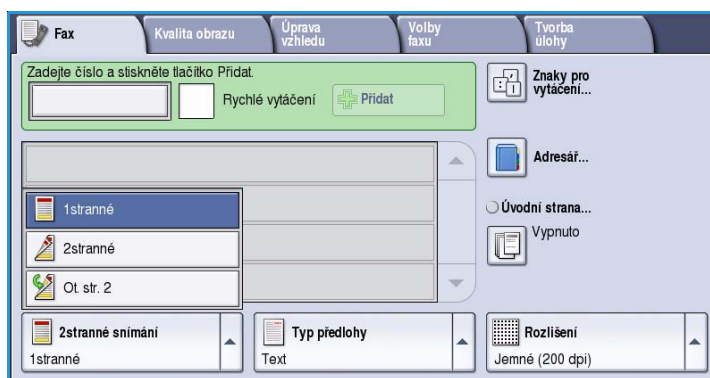 Fax
Kvalita obrazu
Úprava
vzhledu
Volby
faxu
Tvorba
úlohy
Zadejte číslo a stiskněte tlačítko Přidat.
Rychlé vytáčení
Přidat
Znaky pro
vytáčení...
Adresář...
Úvodní strana...
Vypnuto
1stranné
2stranné
Ot. str. 2
2stranné snímání
1stranné
Typ předlohy
Text
Rozlišení
Jemné (200 dpi)